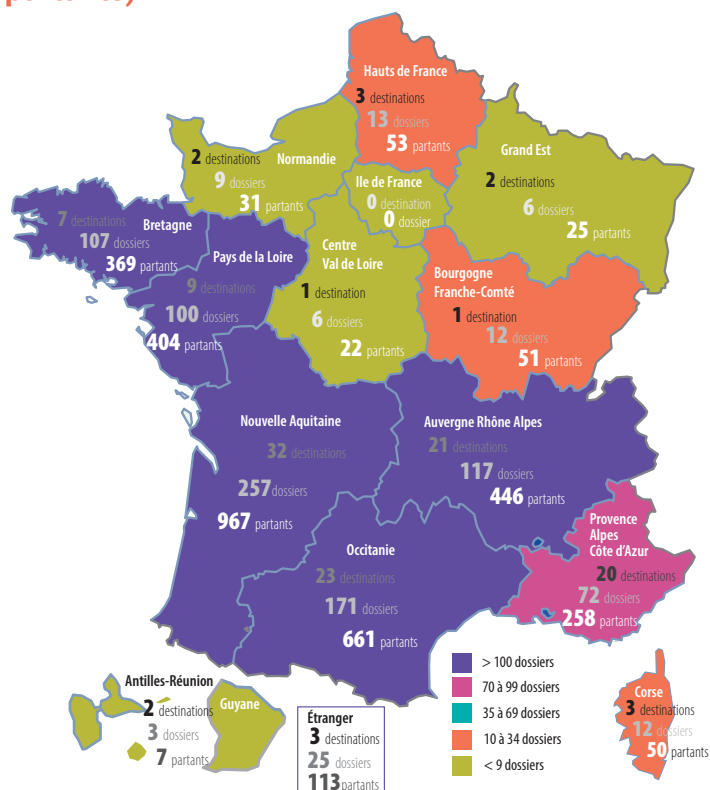 Hauts de France
3 destinations
13 dossiers
53 partants
2 destinations Normandie
9 dossiers
31 partants
Grand Est
2 destinations
6 dossiers
25 partants
Ile de France
0 destination
0 dossier
7 destinations Bretagne
107 dossiers
369 partants
Pays de la Loire
9 destinations
100 dossiers
404 partants
Centre
Val de Loire
1 destination
6 dossiers
22 partants
Bourgogne
Franche-Comté
1 destination
12 dossiers
51 partants
Nouvelle Aquitaine
32 destinations
257 dossiers
967 partants
Auvergne Rhône Alpes
21 destinations
117 dossiers
446 partants
Occitanie
23 destinations
171 dossiers
661 partants
Provence
Alpes
Côte d'Azur
20 destinations
72 dossiers
258 partants
Antilles-Réunion
2 destinations
3 dossiers
7 partants
Guyane
Étranger
3 destinations
25 dossiers
113 partants
> 100 dossiers
70 à 99 dossiers
35 à 69 dossiers
10 à 34 dossiers
< 9 dossiers
Corse
3 destinations
12 dossiers
50 partants